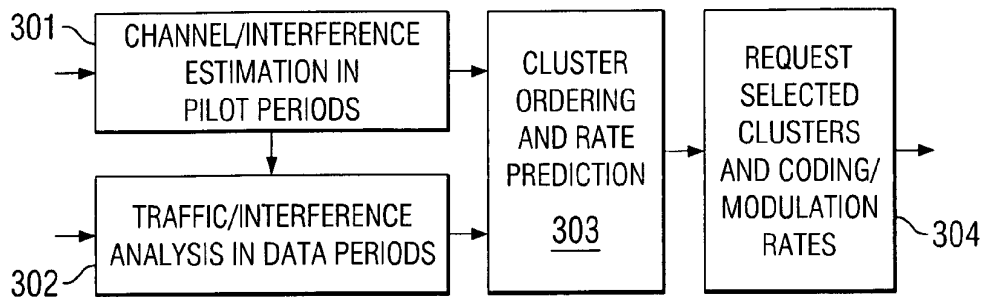 301
CHANNEL/INTERFERENCE
ESTIMATION IN
PILOT PERIODS
302
TRAFFIC/INTERFERENCE
ANALYSIS IN DATA PERIODS
CLUSTER
ORDERING
AND RATE
PREDICTION
303
REQUEST
SELECTED
CLUSTERS
AND CODING/
MODULATION
RATES
304